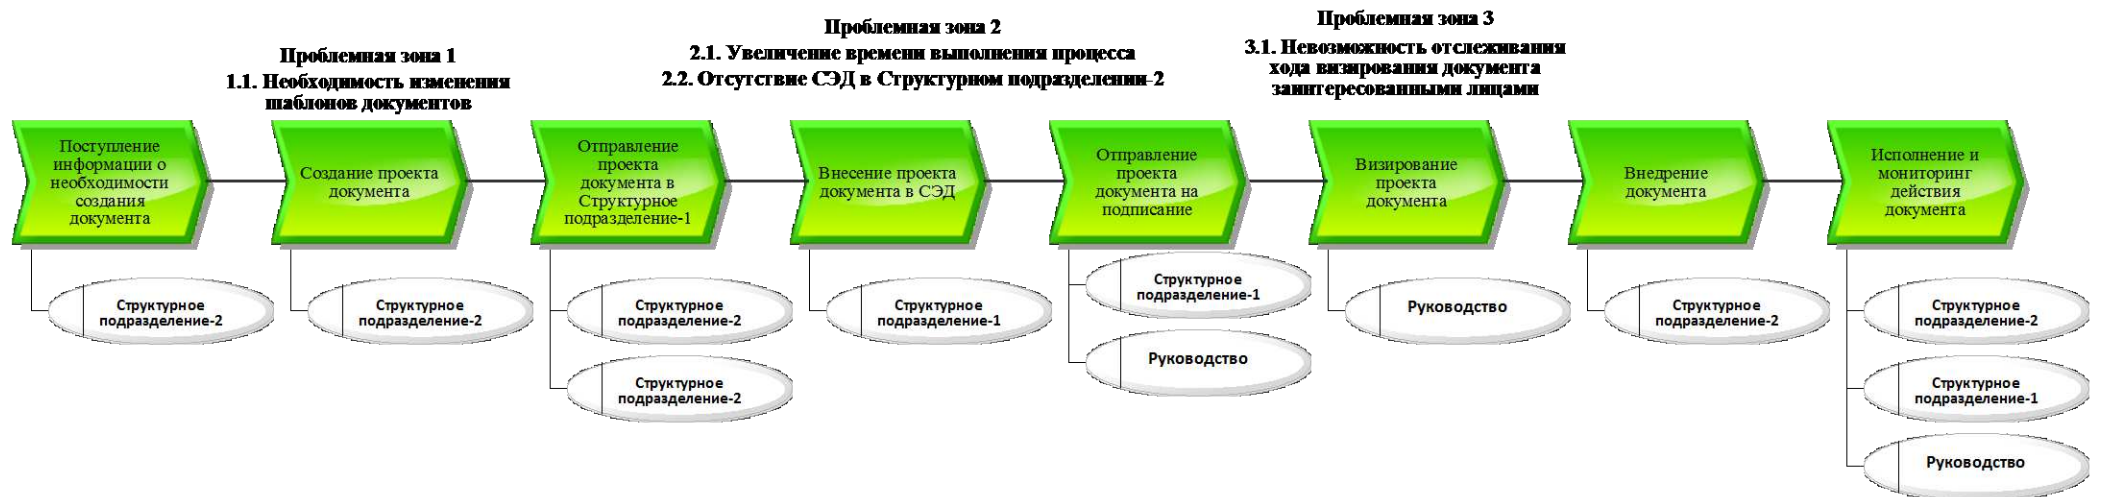 Проблемная зона 1
1.1. Необходимость изменения
шаблонов документов
Проблемная зона 2
2.1. Увеличение времени выполнения процесса
2.2. Отсутствие СЭД в Структурном подразделении-2
Проблемная зона 3
3.1. Невозможность отслеживания
хода визирования документа
заинтересованными лицами
Поступление
информации о
необходимости
создания
документа
Создание проекта
документа
Отправление
проекта
документа в
Структурное
подразделение-1
Внесение проекта
документа в СЭД
Отправление
проекта
документа на
подписание
Визирование
проекта
документа
Внедрение
документа
Исполнение и
мониторинг
действия
документа
Структурное
подразделение-2
Структурное
подразделение-2
Структурное
подразделение-2
Структурное
подразделение-2
Структурное
подразделение-1
Структурное
подразделение-1
Руководство
Руководство
Структурное
подразделение-2
Структурное
подразделение-2
Структурное
подразделение-1
Руководство